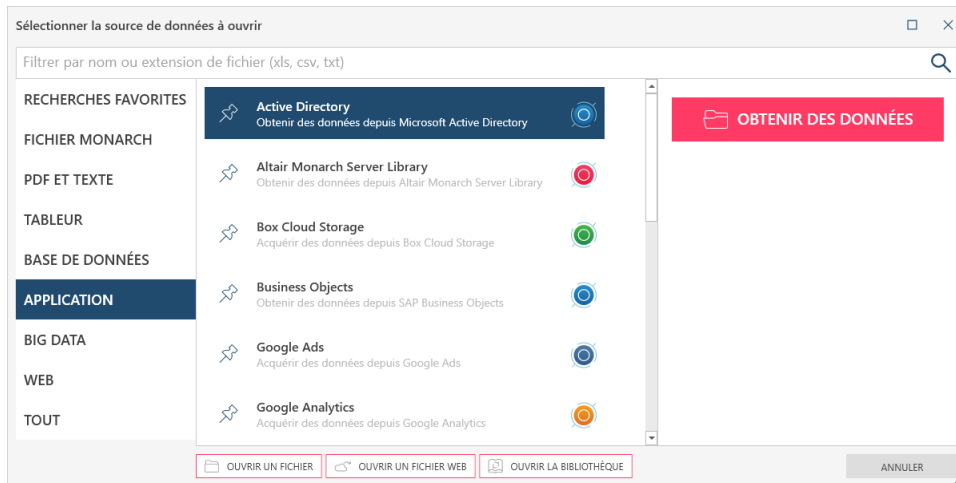 Sélectionner la source de données à ouvrir
Filtrer par nom ou extension de fichier (xls, csv, txt)
RECHERCHES FAVORITES
FICHIER MONARCH
PDF ET TEXTE
TABLEUR
BASE DE DONNÉES
APPLICATION
BIG DATA
WEB
TOUT
Active Directory
Obtenir des données depuis Microsoft Active Directory
Altair Monarch Server Library
Obtenir des données depuis Altair Monarch Server Library
Box Cloud Storage
Acquérir des données depuis Box Cloud Storage
Business Objects
Obtenir des données depuis SAP Business Objects
Google Ads
Acquérir des données depuis Google Ads
Google Analytics
Acquérir des données depuis Google Analytics
OBTENIR DES DONNÉES
OUVRIR UN FICHIER
OUVRIR UN FICHIER WEB
OUVRIR LA BIBLIOTHÈQUE
ANNULER